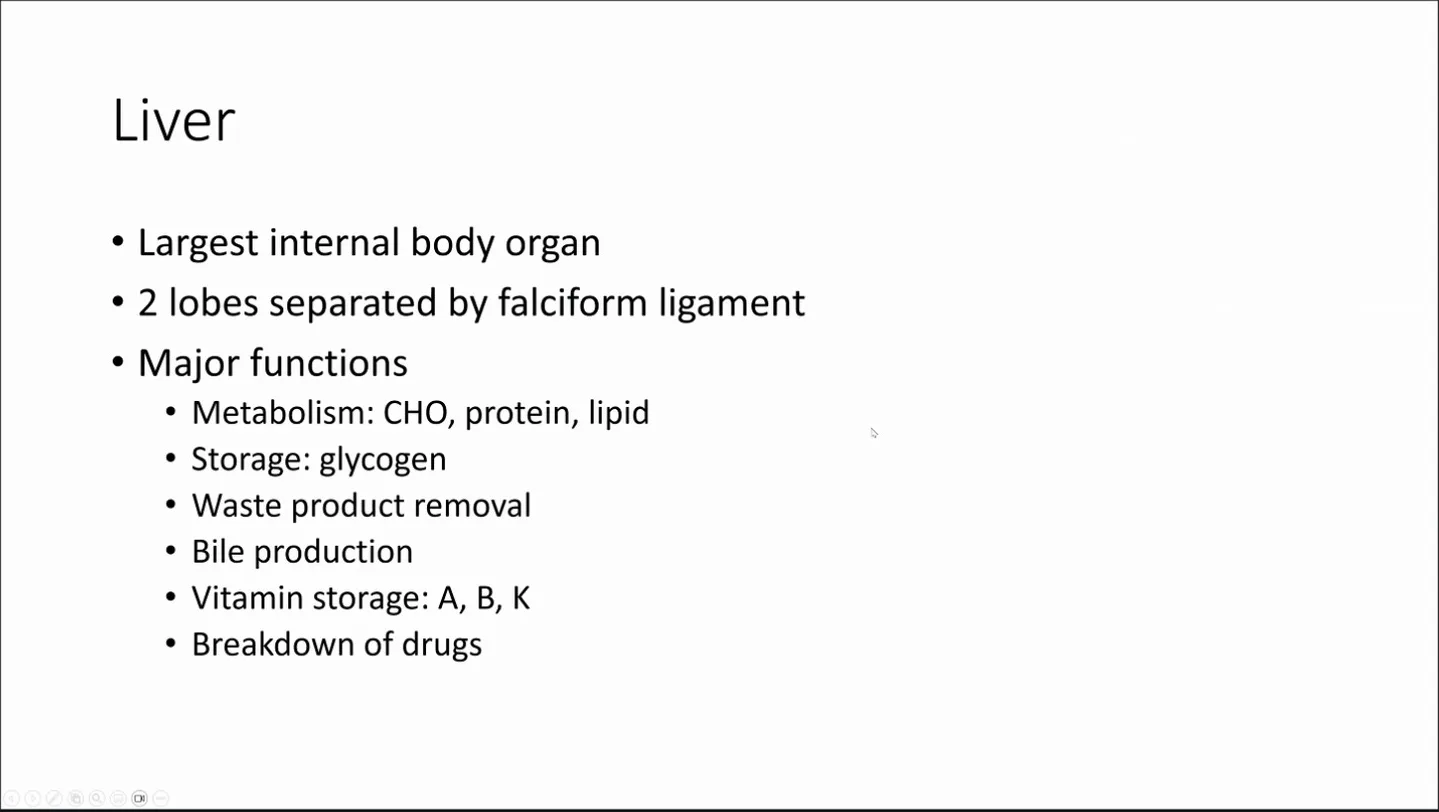 Liver
• Largest internal body organ
• 2 lobes separated by falciform ligament
• Major functions
• Metabolism: CHO, protein, lipid
• Storage: glycogen
• Waste product removal
• Bile production
• Vitamin storage: A, B, K
• Breakdown of drugs